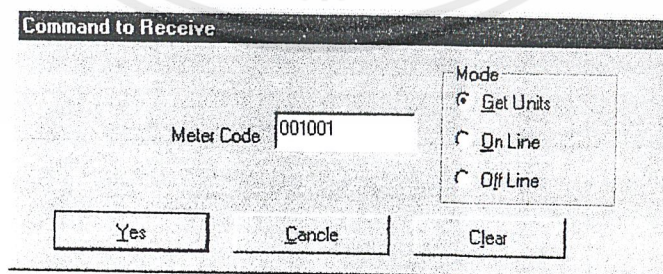 Command to Receive
Mode
Get Units
Meter Code 001001
On Line
Off Line
Yes Cancle Clear